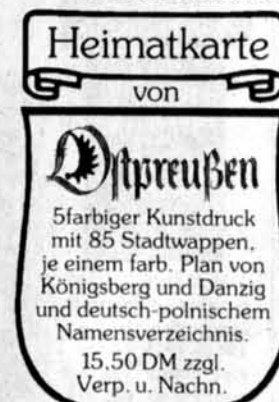 Heimatkarte
von
Ostpreußen
5farbiger Kunstdruck
mit 85 Stadtwappen,
je einem farb. Plan von
Königsberg und Danzig
und deutsch-polnischem
Namensverzeichnis.
15,50 DM zzgl.
Verp. u. Nachn.